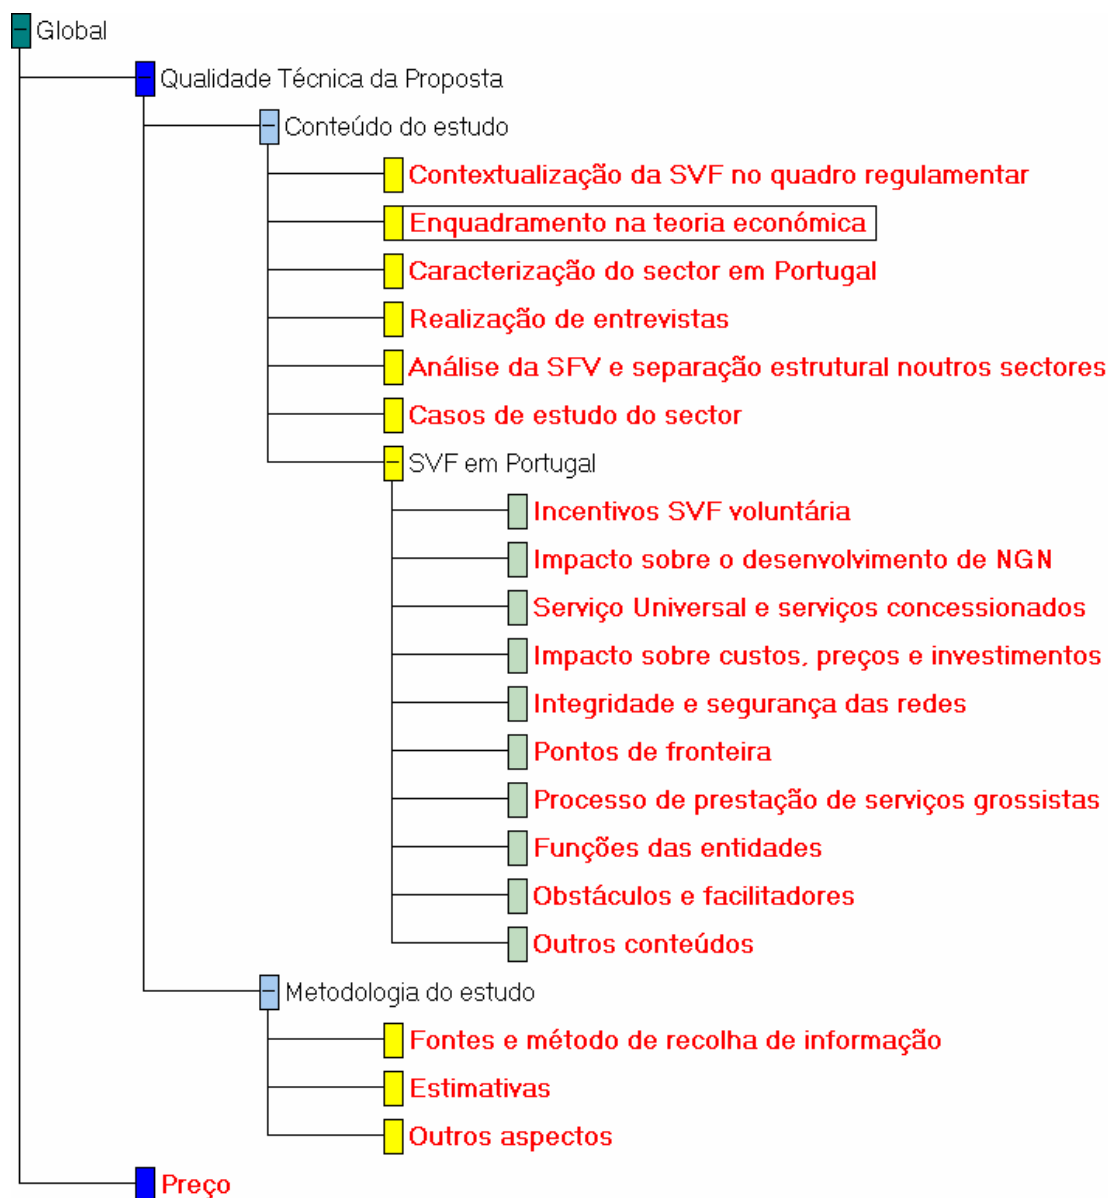 Global
Qualidade Técnica da Proposta
Conteúdo do estudo
Contextualização da SVF no quadro regulamentar
Enquadramento na teoria económica
Caracterização do sector em Portugal
Realização de entrevistas
Análise da SFV e separação estrutural noutros sectores
Casos de estudo do sector
SVF em Portugal
Incentivos SVF voluntária
Impacto sobre o desenvolvimento de NGN
Serviço Universal e serviços concessionados
Impacto sobre custos, preços e investimentos
Integridade e segurança das redes
Pontos de fronteira
Processo de prestação de serviços grossistas
Funções das entidades
Obstáculos e facilitadores
Outros conteúdos
Metodologia do estudo
Fontes e método de recolha de informação
Estimativas
Outros aspectos
Preço